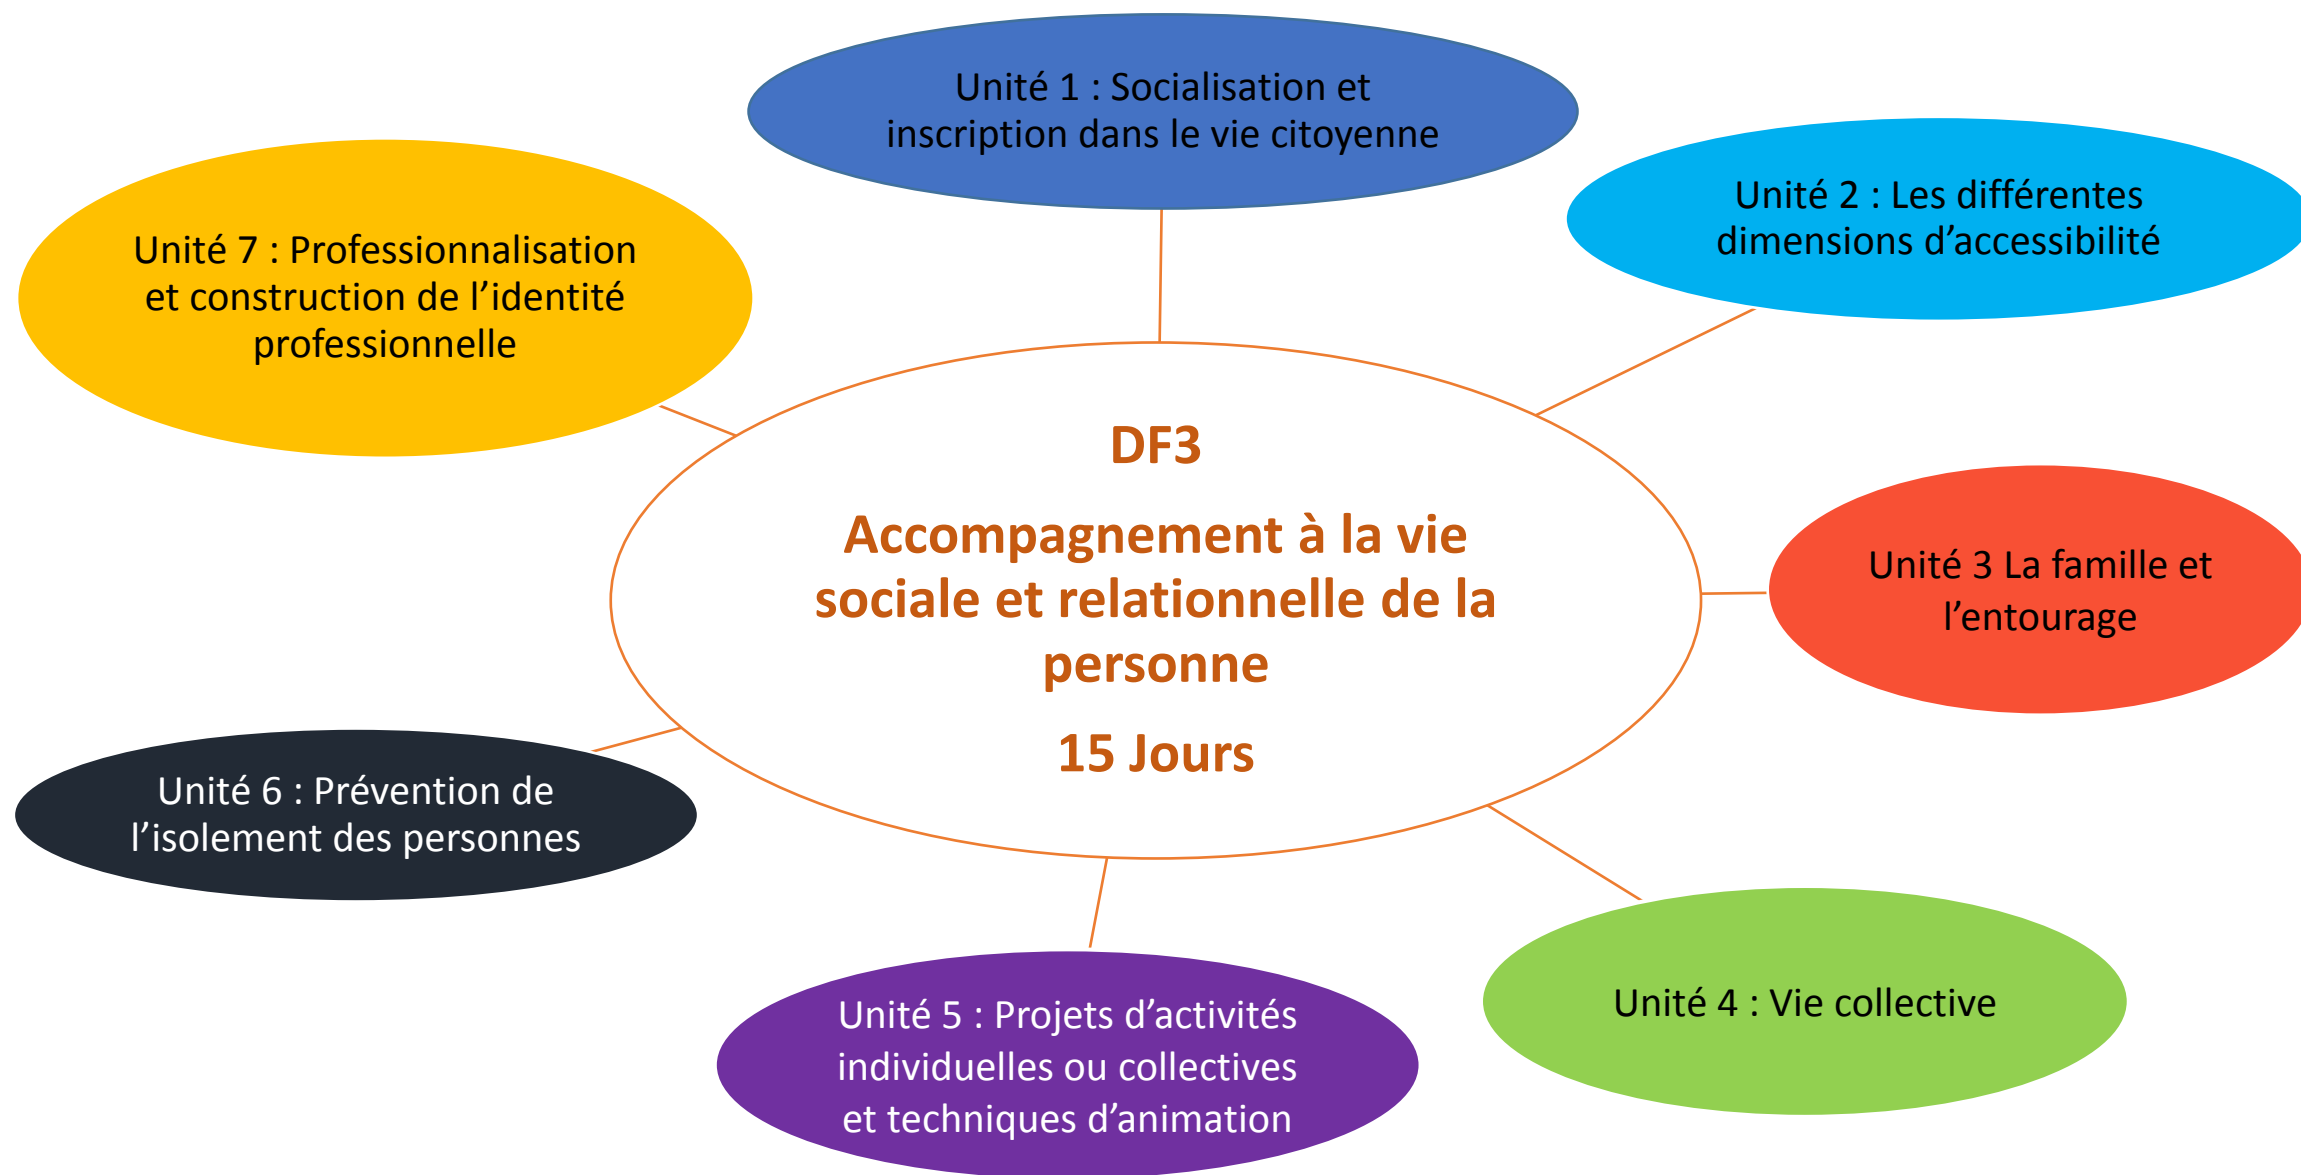 Unité 1 : Socialisation et
inscription dans le vie citoyenne
Unité 2 : Les différentes
dimensions d’accessibilité
Unité 7 : Professionnalisation
et construction de l’identité
professionnelle
DF3
Accompagnement à la vie
sociale et relationnelle de la
personne
15 Jours
Unité 3 La famille et
l’entourage
Unité 6 : Prévention de
l’isolement des personnes
Unité 4 : Vie collective
Unité 5 : Projets d’activités
individuelles ou collectives
et techniques d’animation